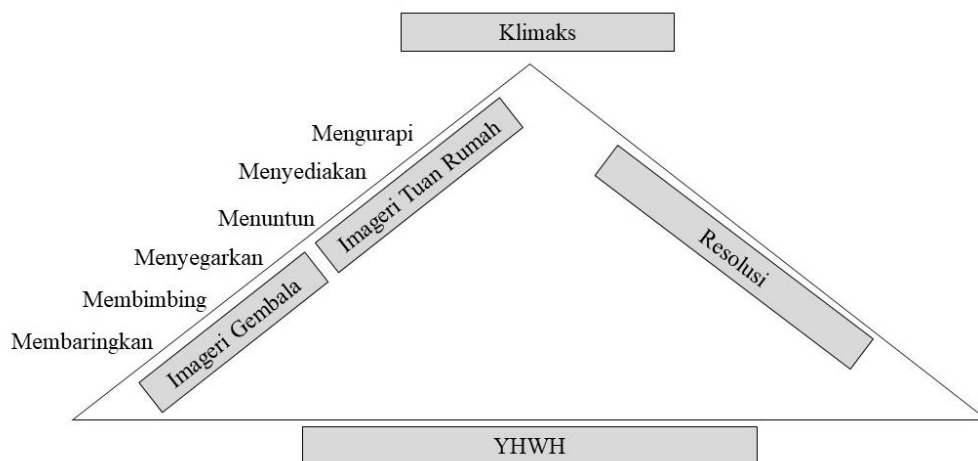 Klimaks
Mengurapi
Menyediakan
Menuntun
Menyegarkan
Membimbing
Membaringkan
Imageri Tuan Rumah
Imageri Gembala
Resolusi
YHWH